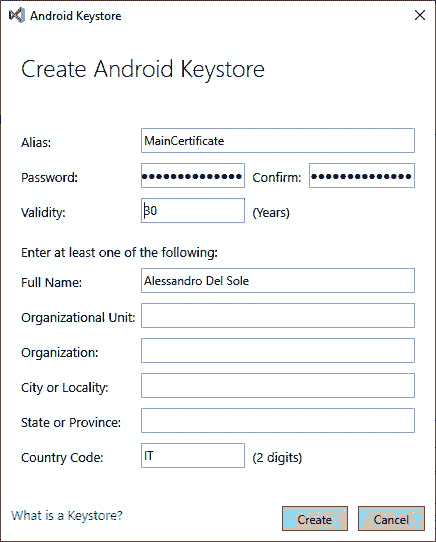 Android Keystore
Create Android Keystore
Alias: MainCertificate
Password: ●●●●●●●●●●●●●● Confirm: ●●●●●●●●●●●●●●
Validity: 30 (Years)
Enter at least one of the following:
Full Name: Alessandro Del Sole
Organizational Unit:
Organization:
City or Locality:
State or Province:
Country Code: IT (2 digits)
What is a Keystore? Create Cancel